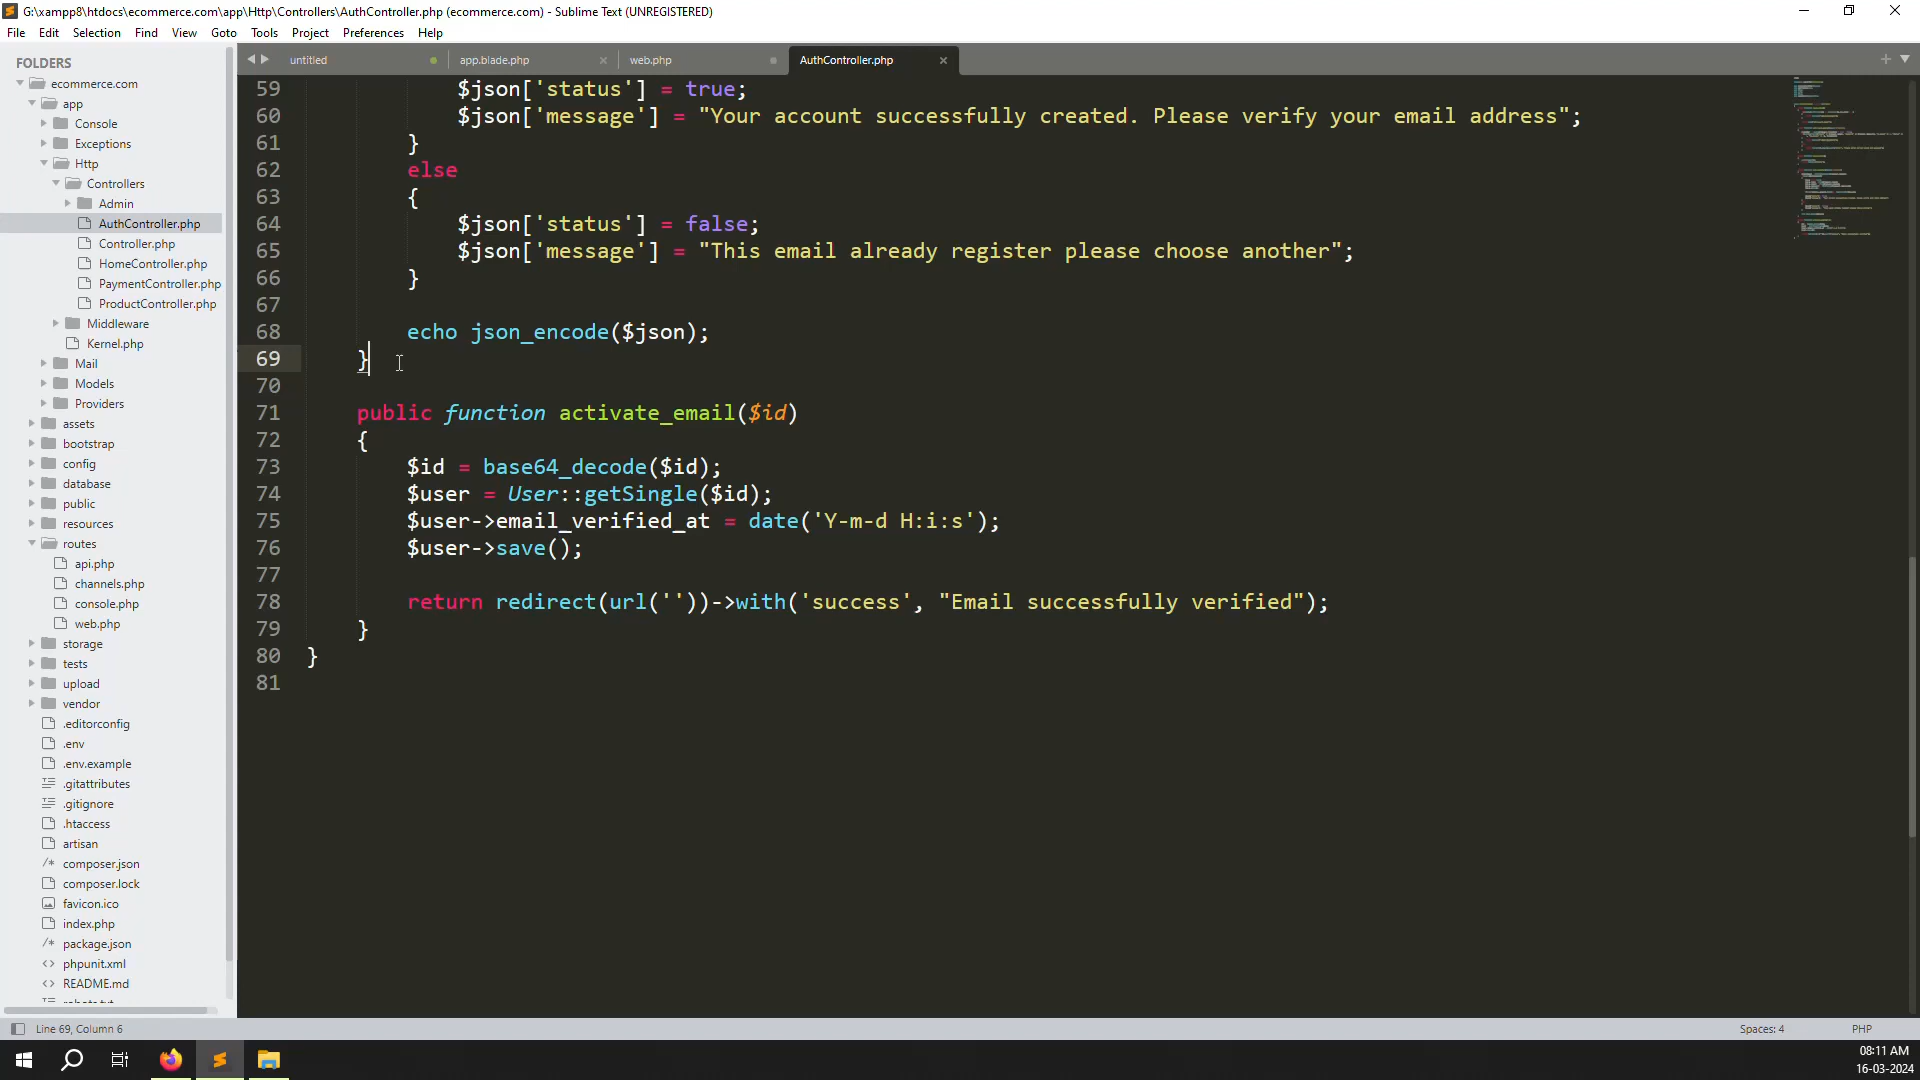 G:\xampp8\htdocs\ecommerce.com\app\Http\Controllers\AuthController.php (ecommerce.com) - Sublime Text (UNREGISTERED)
File Edit Selection Find View Goto Tools Project Preferences Help
FOLDERS
ecommerce.com
app
Console
Exceptions
Http
Controllers
Admin
AuthController.php
Controller.php
HomeController.php
PaymentController.php
ProductController.php
Middleware
Kernel.php
Mail
Models
Providers
assets
bootstrap
config
database
public
resources
routes
api.php
channels.php
console.php
web.php
storage
tests
upload
vendor
.editorconfig
.env
.env.example
.gitattributes
.gitignore
.htaccess
artisan
composer.json
composer.lock
favicon.ico
index.php
package.json
phpunit.xml
README.md
untitled app.blade.php web.php AuthController.php
59 $json['status'] = true;
60 $json['message'] = "Your account successfully created. Please verify your email address";
61 }
62 else
63 {
64 $json['status'] = false;
65 $json['message'] = "This email already register please choose another";
66 }
67
68 echo json_encode($json);
69 }
70
71 public function activate_email($id)
72 {
73 $id = base64_decode($id);
74 $user = User::getSingle($id);
75 $user->email_verified_at = date('Y-m-d H:i:s');
76 $user->save();
77
78 return redirect(url(''))->with('success', "Email successfully verified");
79 }
80 }
81
Line 69, Column 6 Spaces: 4 PHP
08:11 AM
16-03-2024